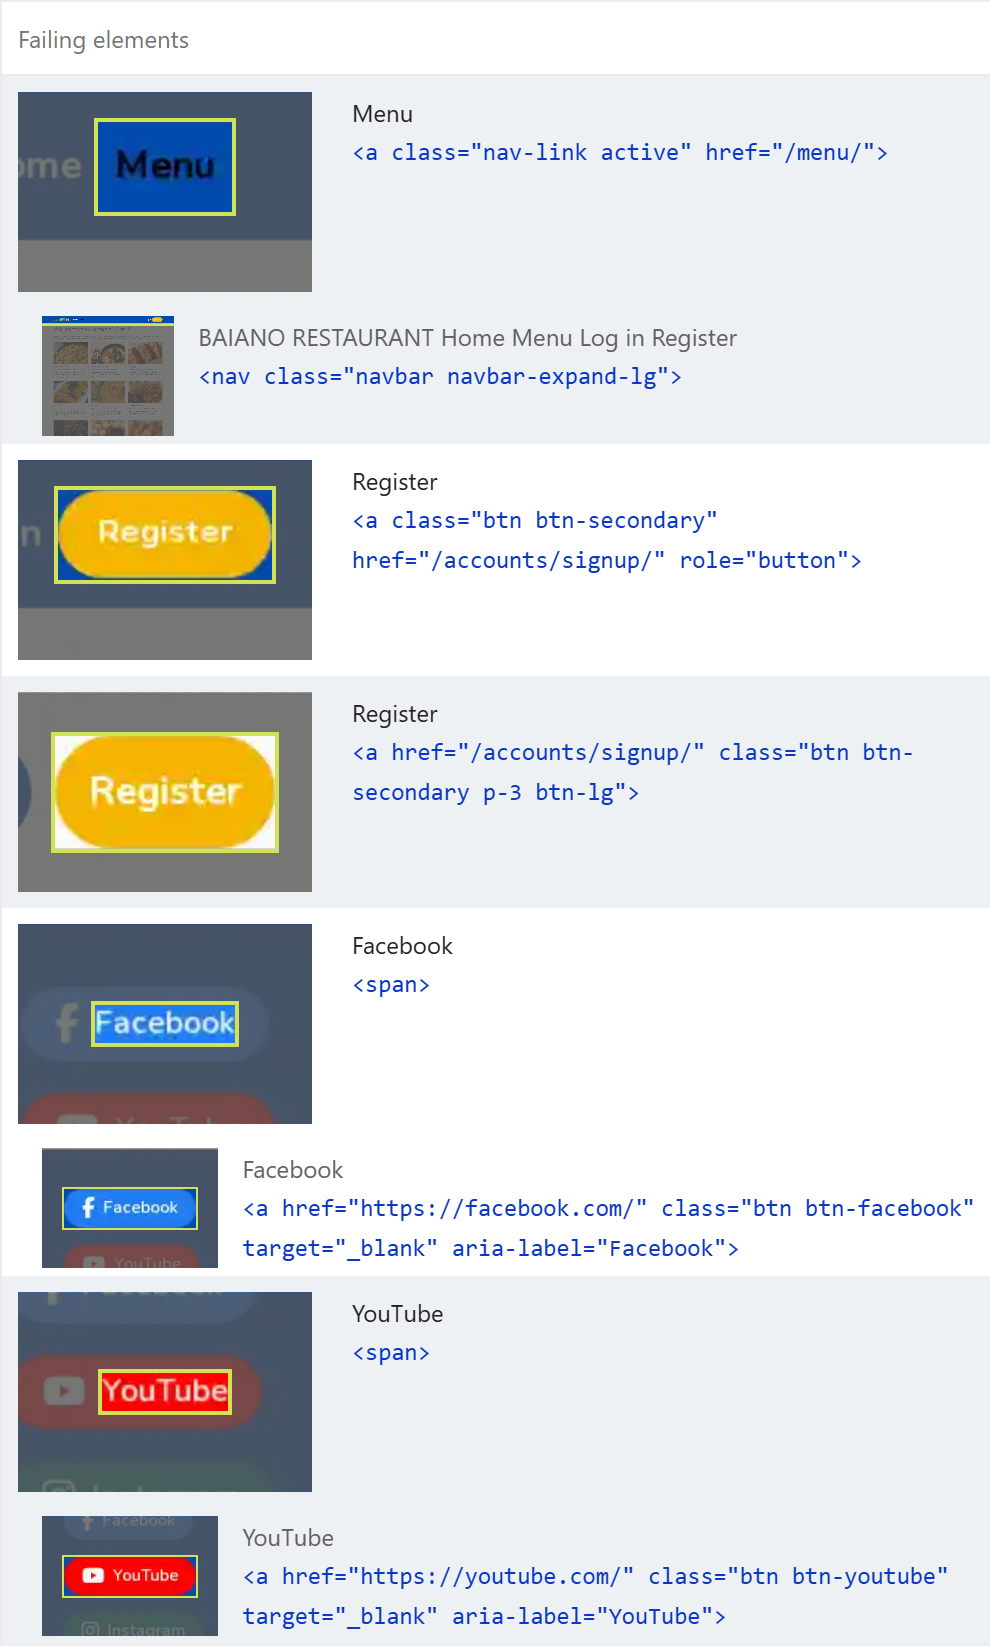 Failing elements
ome Menu
Menu
<a class="nav-link active" href="/menu/">
BAIANO RESTAURANT Home Menu Log in Register
<nav class="navbar navbar-expand-lg">
n Register
Register
<a class="btn btn-secondary"
href="/accounts/signup/" role="button">
Register
Register
<a href="/accounts/signup/" class="btn btn-
secondary p-3 btn-lg">
Facebook
YouTube
Facebook
<span>
Facebook
YouTube
Facebook
<a href="https://facebook.com/" class="btn btn-facebook"
target="_blank" aria-label="Facebook">
Facebook
YouTube
Instagram
YouTube
<span>
Facebook
YouTube
Instagram
YouTube
<a href="https://youtube.com/" class="btn btn-youtube"
target="_blank" aria-label="YouTube">